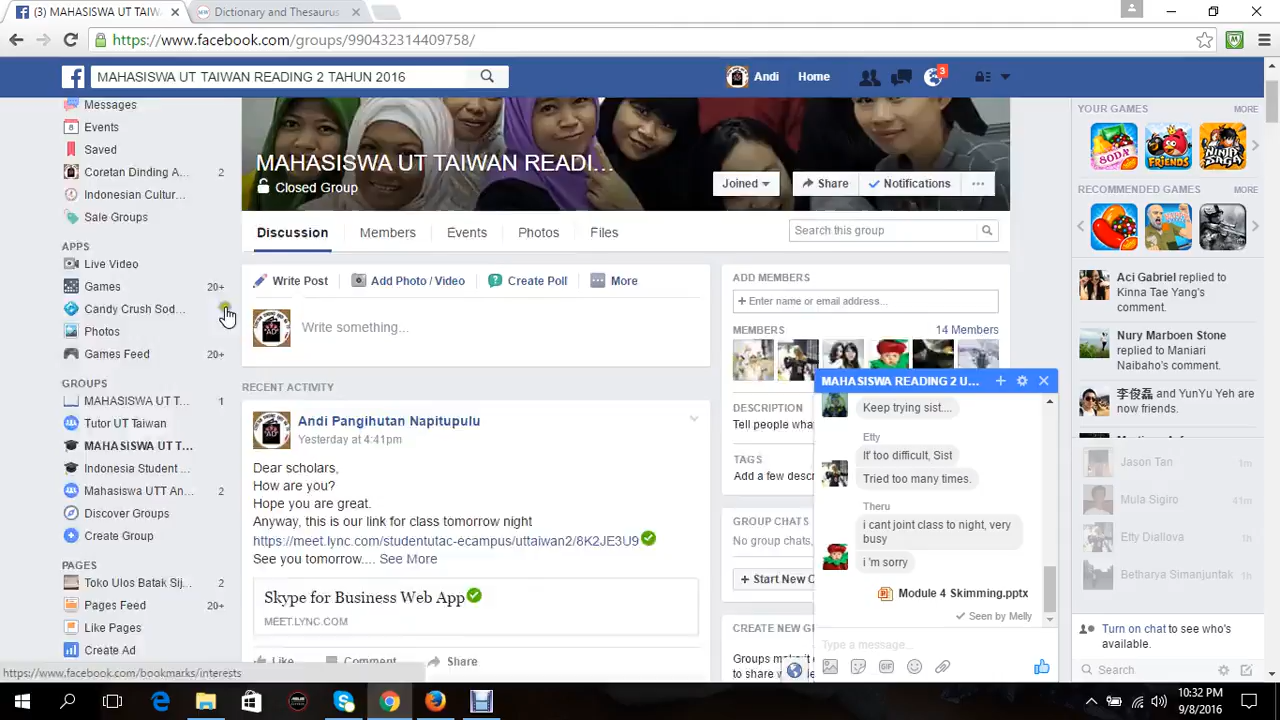 (3) MAHASISWA UT TAIW
Dictionary and Thesaurus
https://www.facebook.com/groups/990432314409758/
MAHASISWA UT TAIWAN READING 2 TAHUN 2016
Andi
Home
3
Messages
Events
Saved
Coretan Dinding A... 2
Indonesian Cultur...
Sale Groups
APPS
Live Video
Games 20+
Candy Crush Sod...
Photos
Games Feed 20+
GROUPS
MAHASISWA UT T... 1
Tutor UT Taiwan
MAHASISWA UT T...
Indonesia Student ...
Mahasiswa UTT An... 2
Discover Groups
Create Group
PAGES
Toko Ulos Batak Sij... 2
Pages Feed 20+
Like Pages
Create Ad
https://www.facebook.com/bookmarks/interests
MAHASISWA UT TAIWAN READI...
Closed Group
Joined
Share
Notifications
Discussion
Members
Events
Photos
Files
Search this group
Write Post
Add Photo / Video
Create Poll
More
Write something...
RECENT ACTIVITY
Andi Pangihutan Napitupulu
Yesterday at 4:41pm
Dear scholars,
How are you?
Hope you are great.
Anyway, this is our link for class tomorrow night
https://meet.lync.com/studentutac-ecampus/uttaiwan2/8K2JE3U9
See you tomorrow.... See More
Skype for Business Web App
MEET.LYNC.COM
Like
Comment
Share
ADD MEMBERS
+ Enter name or email address...
MEMBERS
14 Members
DESCRIPTION
Tell people wha
TAGS
Add a few desc
GROUP CHATS
No group chats,
+ Start New C
CREATE NEW G
Groups make it
to share w
MAHASISWA READING 2 U...
Keep trying sist....
Etty
If too difficult, Sist
Tried too many times.
Theru
i cant joint class to night, very
busy
i 'm sorry
Module 4 Skimming.pptx
Seen by Melly
Type a message...
YOUR GAMES
MORE
SODA
FRIENDS
NINJA
SAGA
RECOMMENDED GAMES
MORE
Aci Gabriel replied to
Kinna Tae Yang's
comment.
Nury Marboen Stone
replied to Maniari
Naibaho's comment.
李俊磊 and YunYu Yeh are
now friends.
Jason Tan 1m
Mula Sigiro 41m
Etty Diallova 1h
Betharya Simanjuntak 1h
Turn on chat to see who's
available.
Search
10:32 PM
9/8/2016